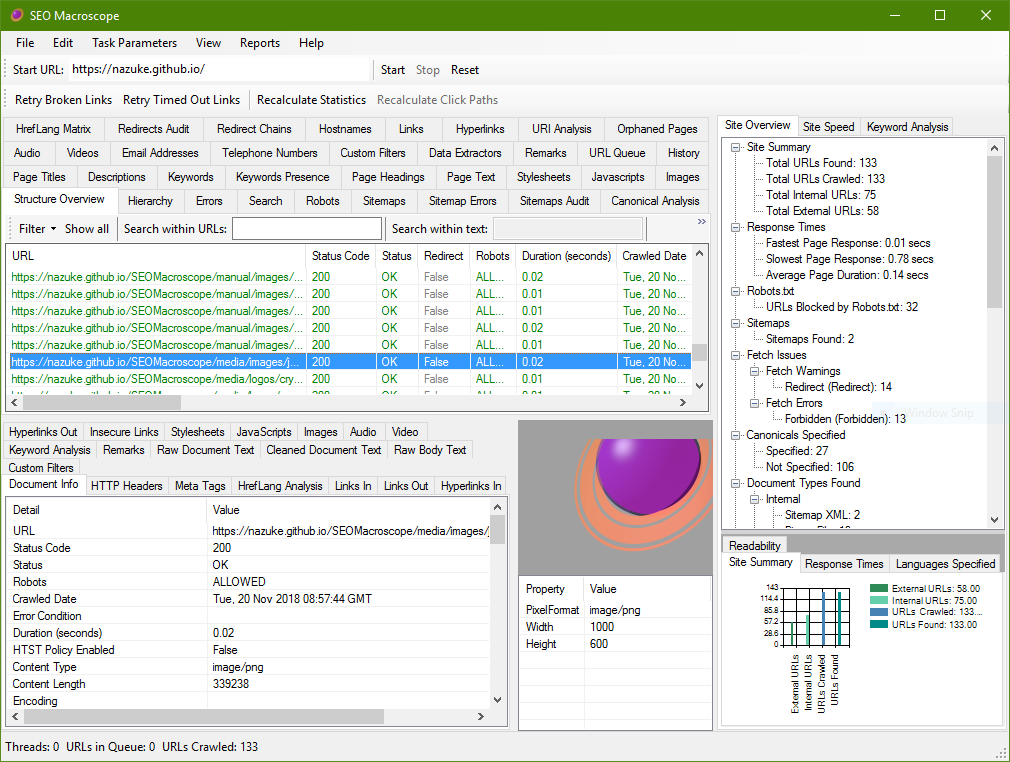 SEO Macroscope
File Edit Task Parameters View Reports Help
Start URL: https://nazuke.github.io/ Start Stop Reset
Retry Broken Links Retry Timed Out Links Recalculate Statistics Recalculate Click Paths
HrefLang Matrix Redirects Audit Redirect Chains Hostnames Links Hyperlinks URI Analysis Orphaned Pages
Audio Videos Email Addresses Telephone Numbers Custom Filters Data Extractors Remarks URL Queue History
Page Titles Descriptions Keywords Keywords Presence Page Headings Page Text Stylesheets Javascripts Images
Structure Overview Hierarchy Errors Search Robots Sitemaps Sitemap Errors Sitemaps Audit Canonical Analysis
Filter Show all Search within URLs: Search within text: »
URL Status Code Status Redirect Robots Duration (seconds) Crawled Date
https://nazuke.github.io/SEOMacroscope/manual/images/... 200 OK False ALL... 0.02 Tue, 20 No...
https://nazuke.github.io/SEOMacroscope/manual/images/... 200 OK False ALL... 0.01 Tue, 20 No...
https://nazuke.github.io/SEOMacroscope/manual/images/... 200 OK False ALL... 0.01 Tue, 20 No...
https://nazuke.github.io/SEOMacroscope/manual/images/... 200 OK False ALL... 0.02 Tue, 20 No...
https://nazuke.github.io/SEOMacroscope/manual/images/... 200 OK False ALL... 0.01 Tue, 20 No...
https://nazuke.github.io/SEOMacroscope/media/images/j... 200 OK False ALL... 0.02 Tue, 20 No...
https://nazuke.github.io/SEOMacroscope/media/logos/cry... 200 OK False ALL... 0.01 Tue, 20 No...
Hyperlinks Out Insecure Links Stylesheets JavaScripts Images Audio Video
Keyword Analysis Remarks Raw Document Text Cleaned Document Text Raw Body Text
Custom Filters
Document Info HTTP Headers Meta Tags HrefLang Analysis Links In Links Out Hyperlinks In
Detail Value
URL https://nazuke.github.io/SEOMacroscope/media/images/j
Status Code 200
Status OK
Robots ALLOWED
Crawled Date Tue, 20 Nov 2018 08:57:44 GMT
Error Condition
Duration (seconds) 0.02
HTST Policy Enabled False
Content Type image/png
Content Length 339238
Encoding
Property Value
PixelFormat image/png
Width 1000
Height 600
Site Overview Site Speed Keyword Analysis
Site Summary
Total URLs Found: 133
Total URLs Crawled: 133
Total Internal URLs: 75
Total External URLs: 58
Response Times
Fastest Page Response: 0.01 secs
Slowest Page Response: 0.78 secs
Average Page Duration: 0.14 secs
Robots.txt
URLs Blocked by Robots.txt: 32
Sitemaps
Sitemaps Found: 2
Fetch Issues
Fetch Warnings
Redirect (Redirect): 14
Fetch Errors
Forbidden (Forbidden): 13
Window Snip
Canonicals Specified
Specified: 27
Not Specified: 106
Document Types Found
Internal
Sitemap XML: 2
Readability
Site Summary Response Times Languages Specified
143
114.4
85.8
57.2
28.6
0
External URLs
Internal URLs
URLs Crawled
URLs Found
External URLs: 58.00
Internal URLs: 75.00
URLs Crawled: 133....
URLs Found: 133.00
Threads: 0 URLs in Queue: 0 URLs Crawled: 133